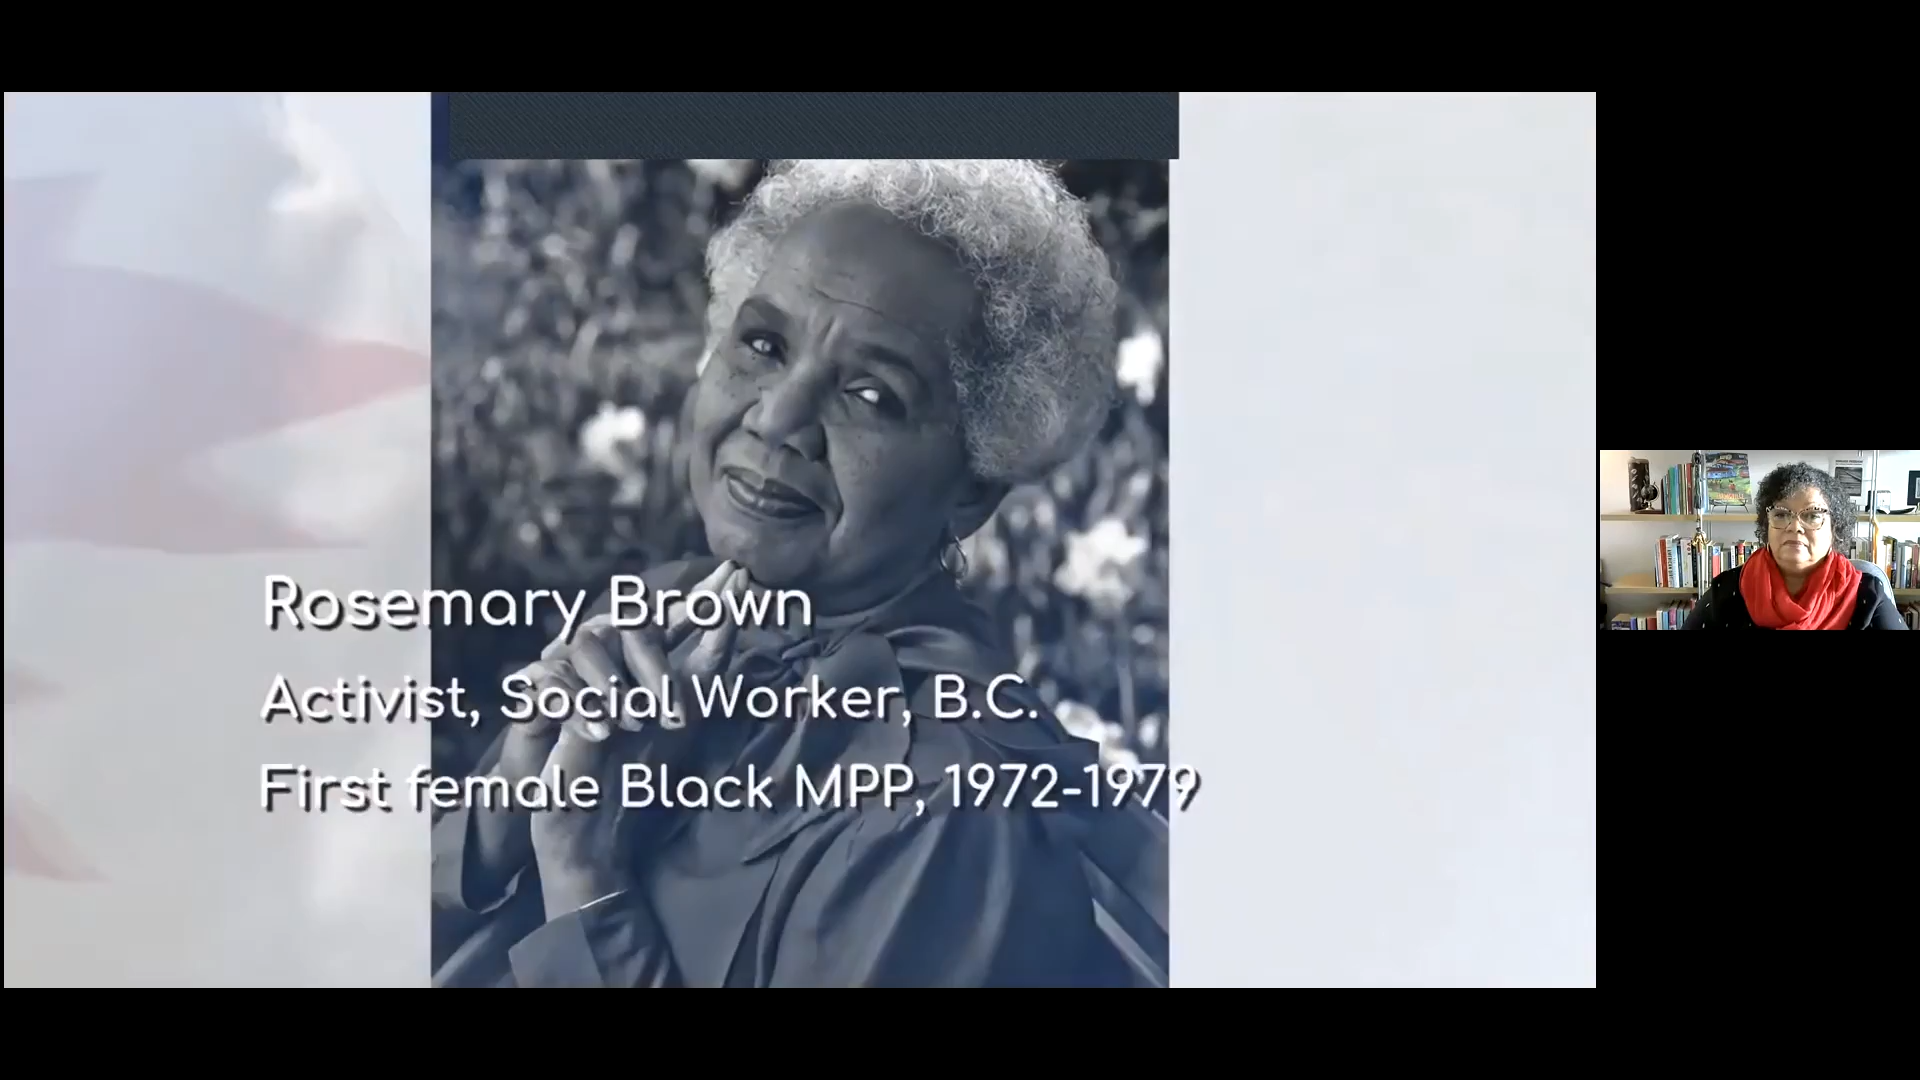 Rosemary Brown
Activist, Social Worker, B.C.
First female Black MPP, 1972-1979